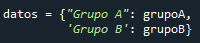 datos = {"Grupo A": grupoA,
'Grupo B': grupoB}